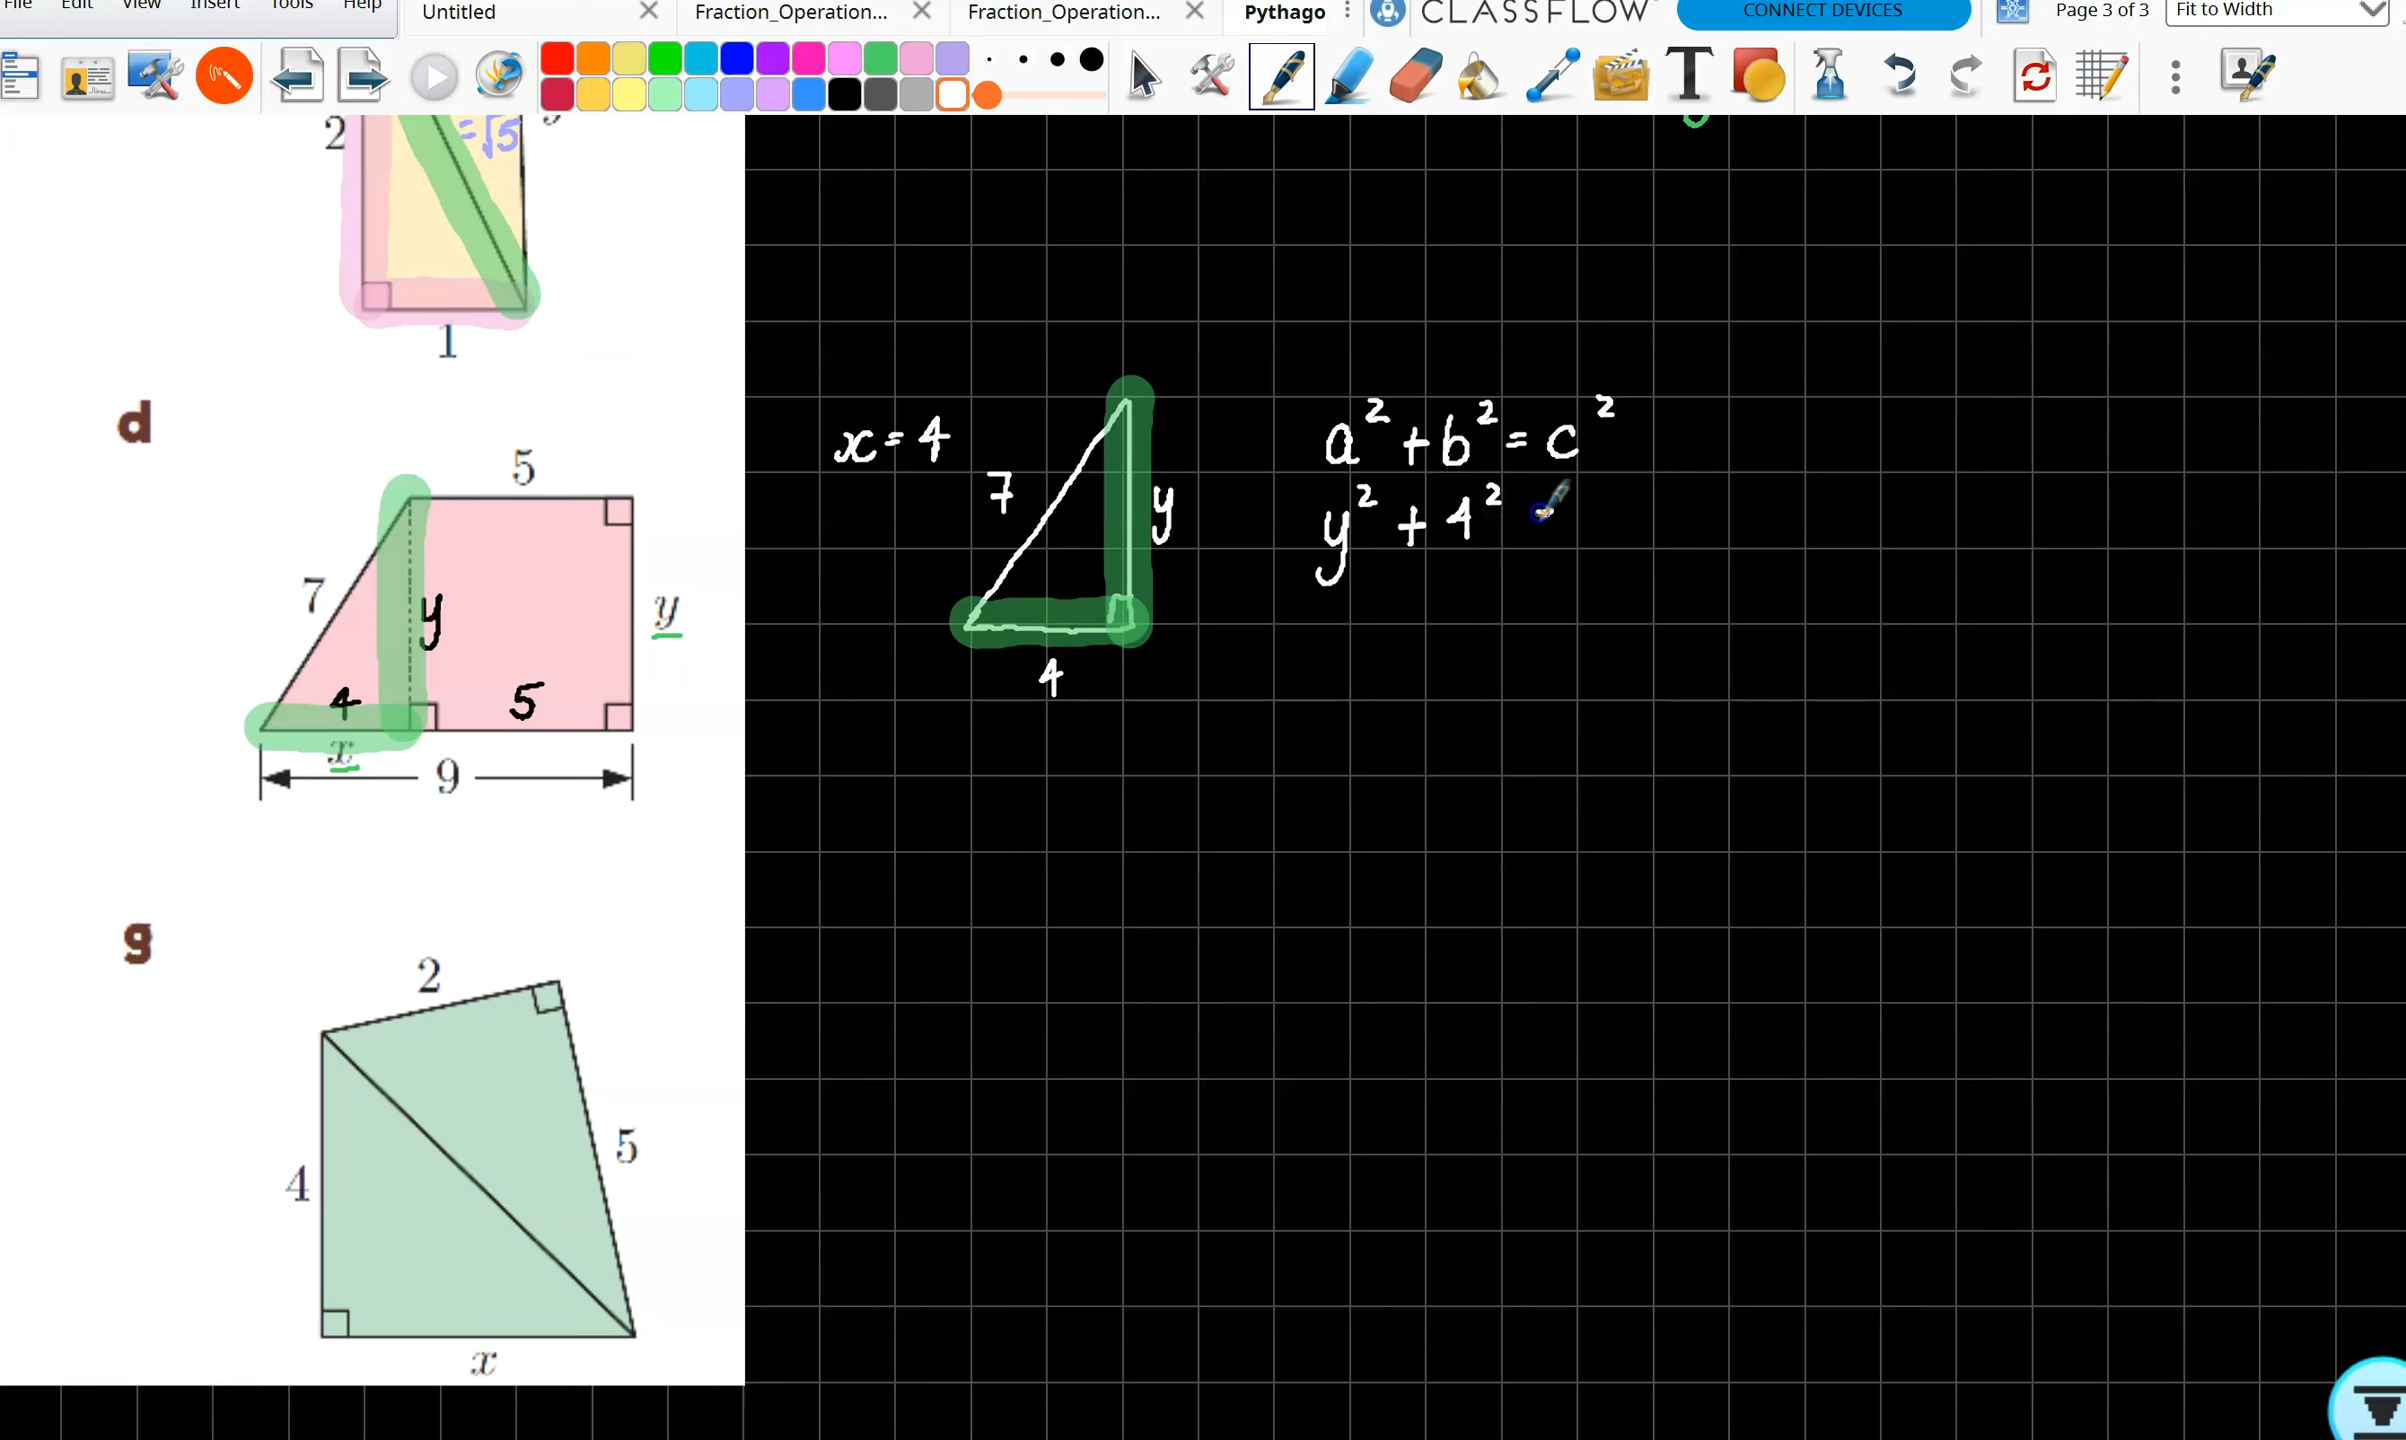 File Edit View Insert Tools Help
Untitled
Fraction_Operation...
Fraction_Operation...
Pythago
CLASSFLOW
CONNECT DEVICES
Page 3 of 3
Fit to Width
T
2
=√5
y
1
d
5
7
y
y
4
5
x
9
x=4
7
y
4
a²+b²=c²
y²+4²
g
2
4
5
x